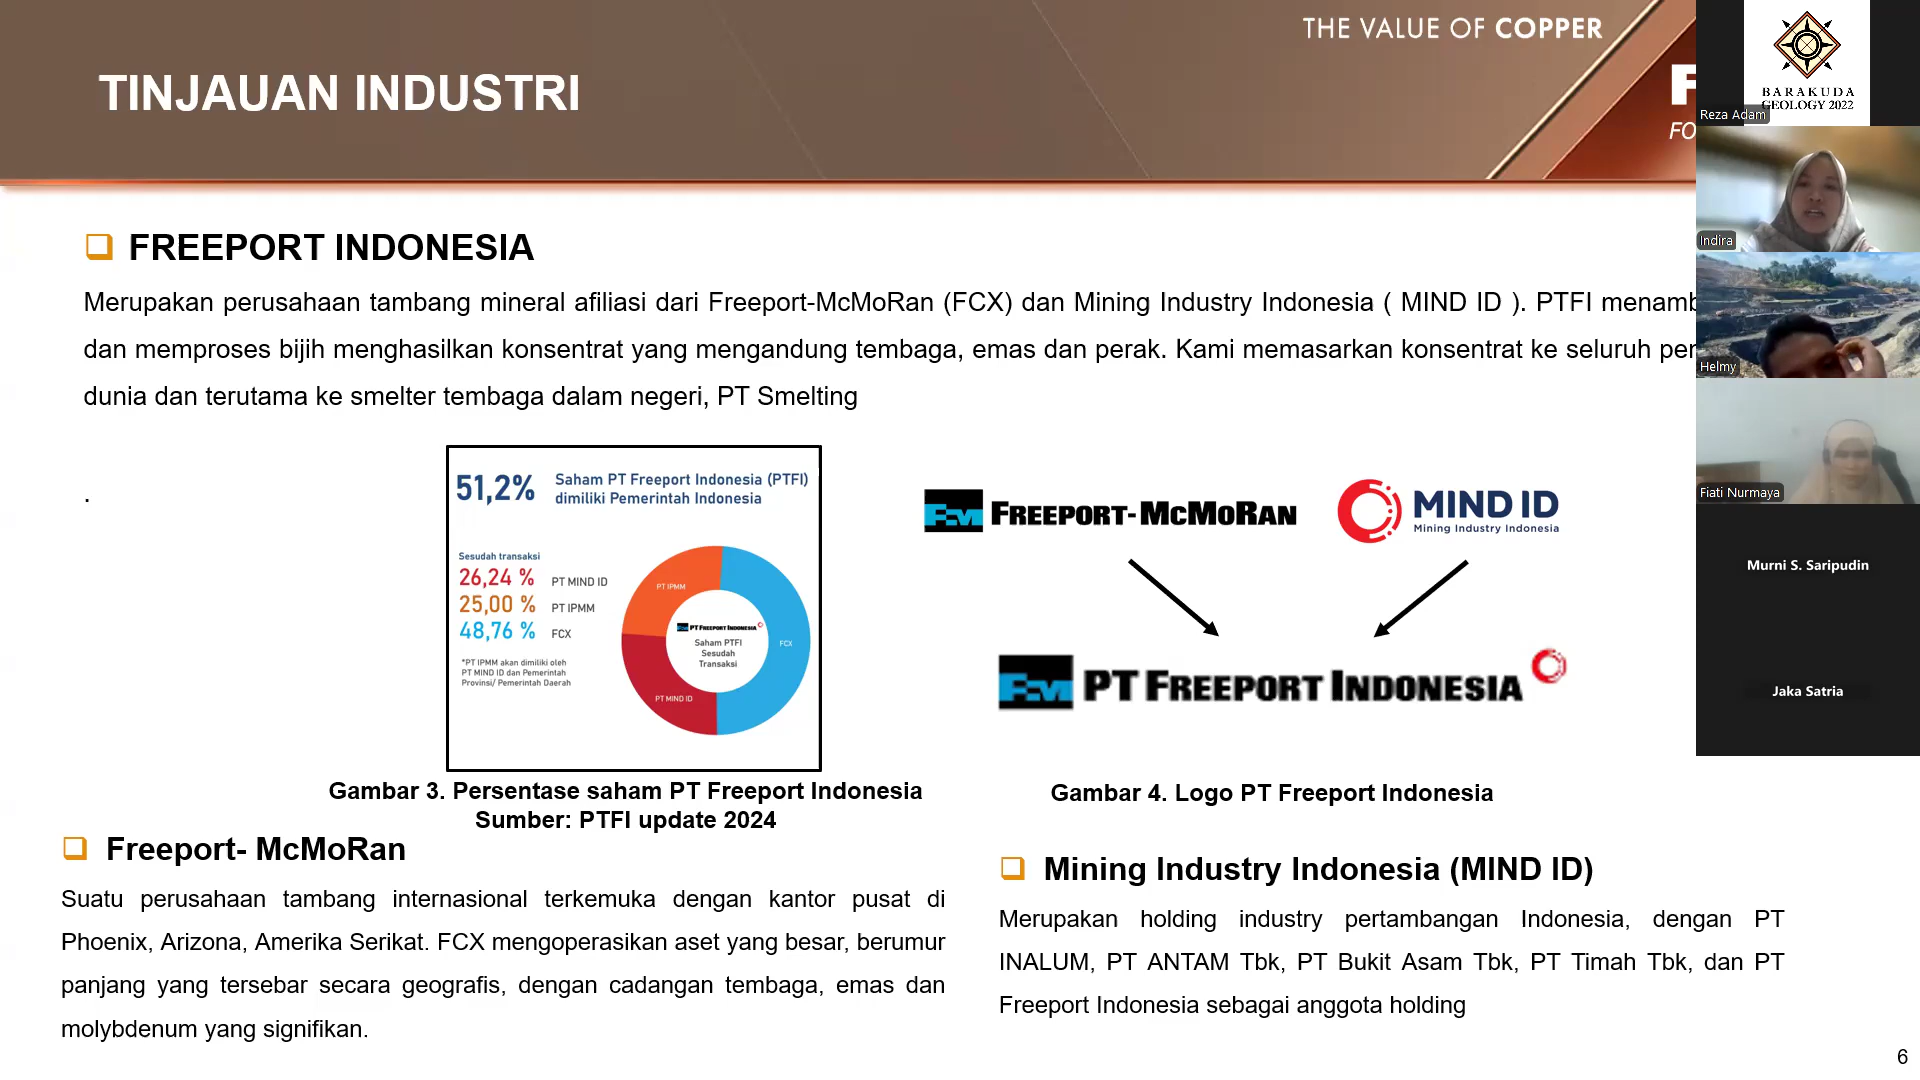 THE VALUE OF COPPER
TINJAUAN INDUSTRI
FREEPORT INDONESIA
Merupakan perusahaan tambang mineral afiliasi dari Freeport-McMoRan (FCX) dan Mining Industry Indonesia ( MIND ID ). PTFI
dan memproses bijih menghasilkan konsentrat yang mengandung tembaga, emas dan perak. Kami memasarkan konsentrat ke seluruh
dunia dan terutama ke smelter tembaga dalam negeri, PT Smelting
.
51,2%
Saham PT Freeport Indonesia (PTFI)
dimiliki Pemerintah Indonesia
Sesudah transaksi
26,24 % PT MIND ID
25,00 % PT IPMM
48,76 % FCX
*PT IPMM akan dimiliki oleh
PT MIND ID dan Pemerintah
Provinsi/ Pemerintah Daerah
PT IPMM
FCX
PT MIND ID
PT FREEPORT INDONESIA
Saham PTFI
Sesudah
Transaksi
Gambar 3. Persentase saham PT Freeport Indonesia
Sumber: PTFI update 2024
FREEPORT-MCMORAN
MIND ID
Mining Industry Indonesia
PT FREEPORT INDONESIA
Gambar 4. Logo PT Freeport Indonesia
Freeport- McMoRan
Suatu perusahaan tambang internasional terkemuka dengan kantor pusat di
Phoenix, Arizona, Amerika Serikat. FCX mengoperasikan aset yang besar, berumur
panjang yang tersebar secara geografis, dengan cadangan tembaga, emas dan
molybdenum yang signifikan.
Mining Industry Indonesia (MIND ID)
Merupakan holding industry pertambangan Indonesia, dengan PT
INALUM, PT ANTAM Tbk, PT Bukit Asam Tbk, PT Timah Tbk, dan PT
Freeport Indonesia sebagai anggota holding
6
BARAKUDA
GEOLOGY 2022
Reza Adam
Indira
Helmy
Fiati Nurmaya
Murni S. Saripudin
Jaka Satria